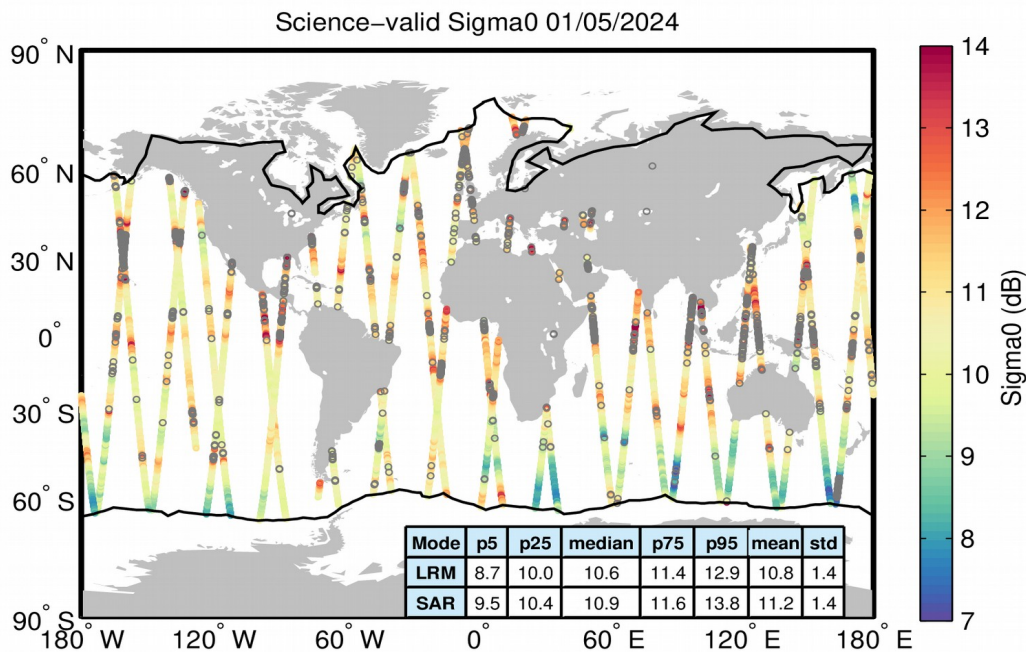 Science−valid Sigma0 01/05/2024
90° N
60° N
30° N
0°
30° S
60° S
90° S
180° W
120° W
60° W
0°
60° E
120° E
180° E
14
13
12
11
10
9
8
7
Sigma0 (dB)
Mode p5 p25 median p75 p95 mean std
LRM 8.7 10.0 10.6 11.4 12.9 10.8 1.4
SAR 9.5 10.4 10.9 11.6 13.8 11.2 1.4